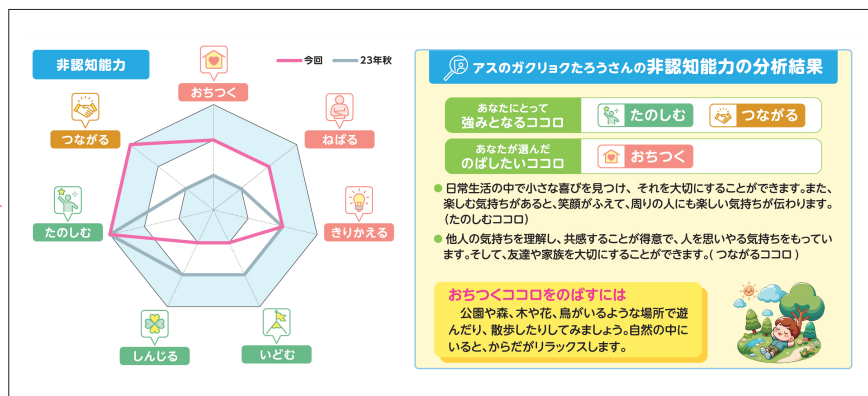 非認知能力
今回
23年秋
おちつく
ねばる
きりかえる
いどむ
しんじる
たのしむ
つながる
アスのガクリョクたろうさんの非認知能力の分析結果
あなたにとって
強みとなるココロ
たのしむ
つながる
あなたが選んだ
のばしたいココロ
おちつく
● 日常生活の中で小さな喜びを見つけ、それを大切にすることができます。また、
楽しむ気持ちがあると、笑顔がふえて、周りの人にも楽しい気持ちが伝わります。
(たのしむココロ)
● 他人の気持ちを理解し、共感することが得意で、人を思いやる気持ちをもってい
ます。そして、友達や家族を大切にすることができます。(つながるココロ)
おちつくココロをのばすには
公園や森、木や花、鳥がいるような場所で遊
んだり、散歩したりしてみましょう。自然の中に
いると、からだがリラックスします。